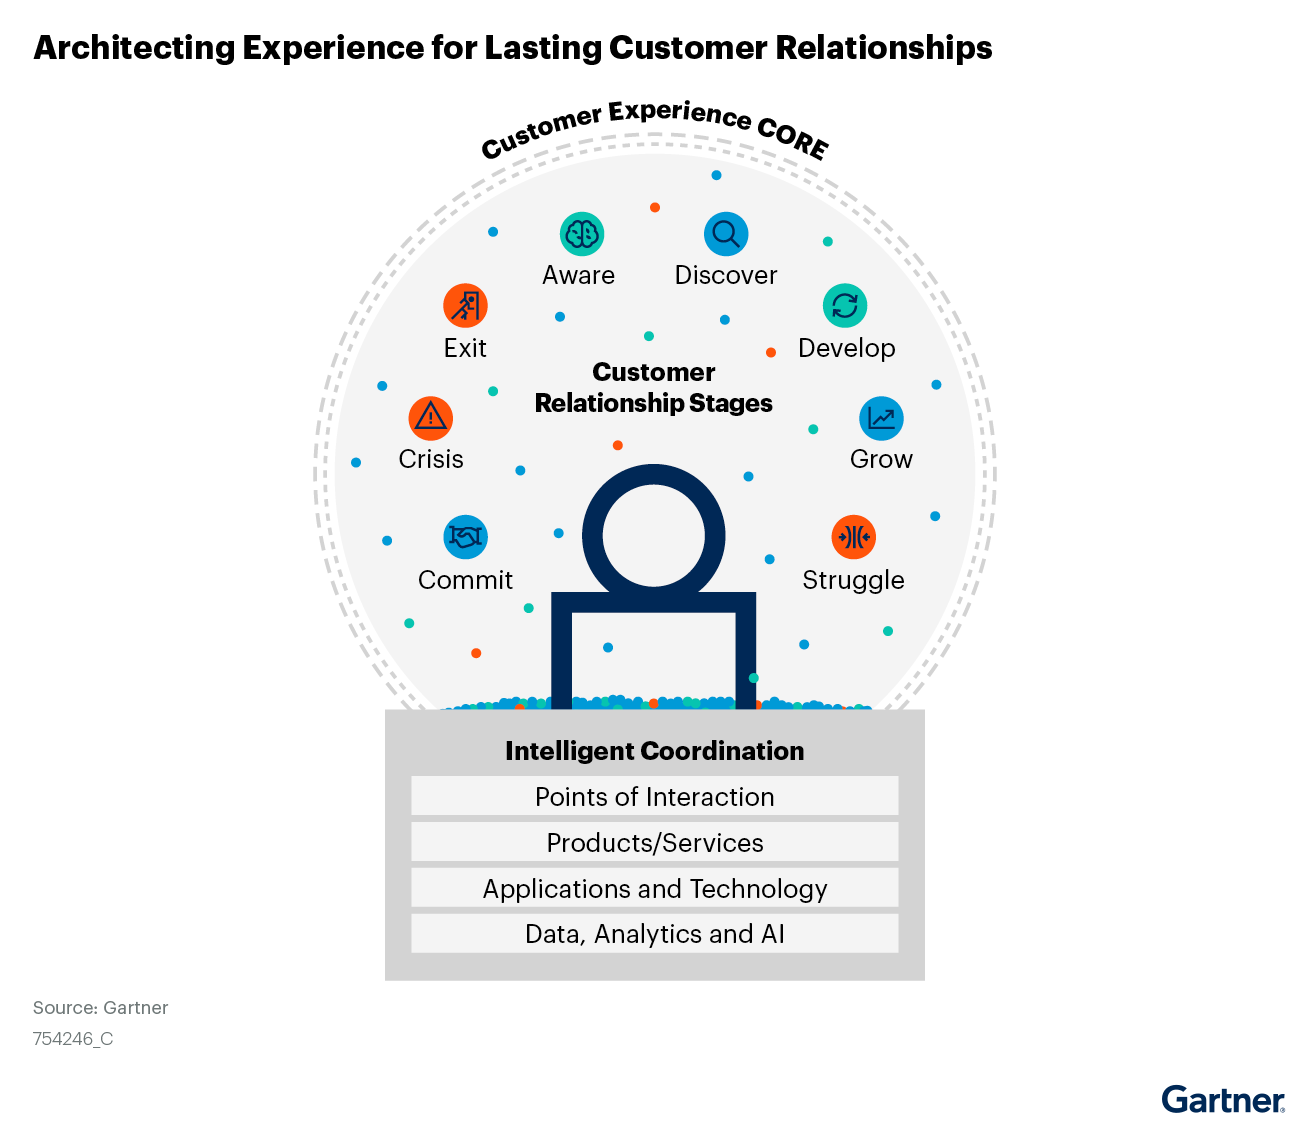 Architecting Experience for Lasting Customer Relationships
Customer Experience CORE
Aware
Discover
Exit
Develop
Customer
Relationship Stages
Crisis
Grow
Commit
Struggle
Intelligent Coordination
Points of Interaction
Products/Services
Applications and Technology
Data, Analytics and AI
Source: Gartner
754246_C
Gartner®